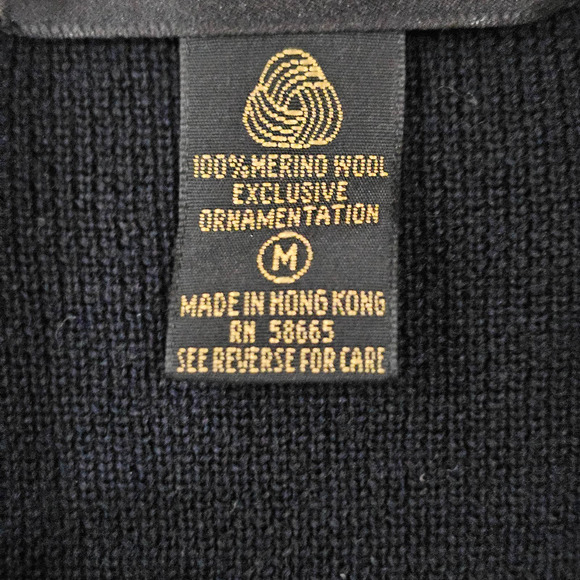 100% MERINO WOOL
EXCLUSIVE
ORNAMENTATION
M
MADE IN HONG KONG
RN 58665
SEE REVERSE FOR CARE